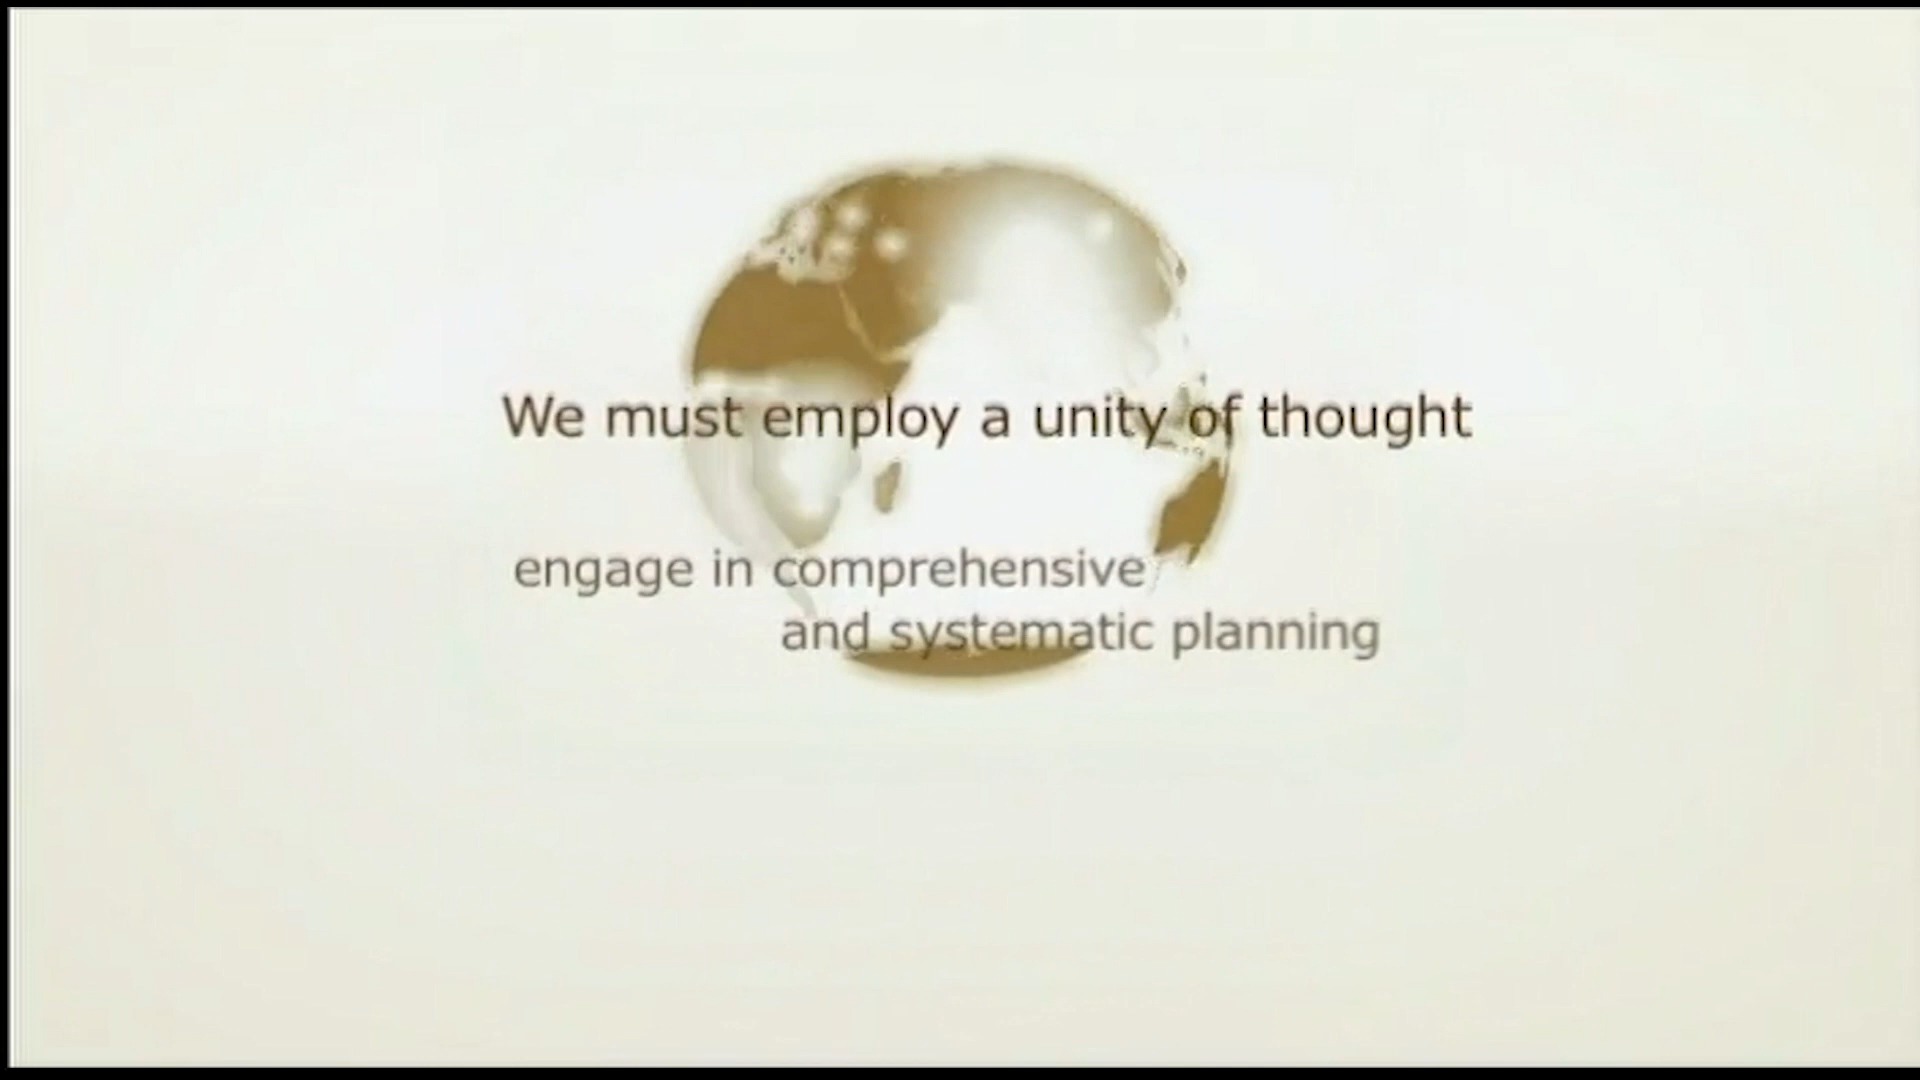 We must employ a unity of thought
engage in comprehensive
and systematic planning